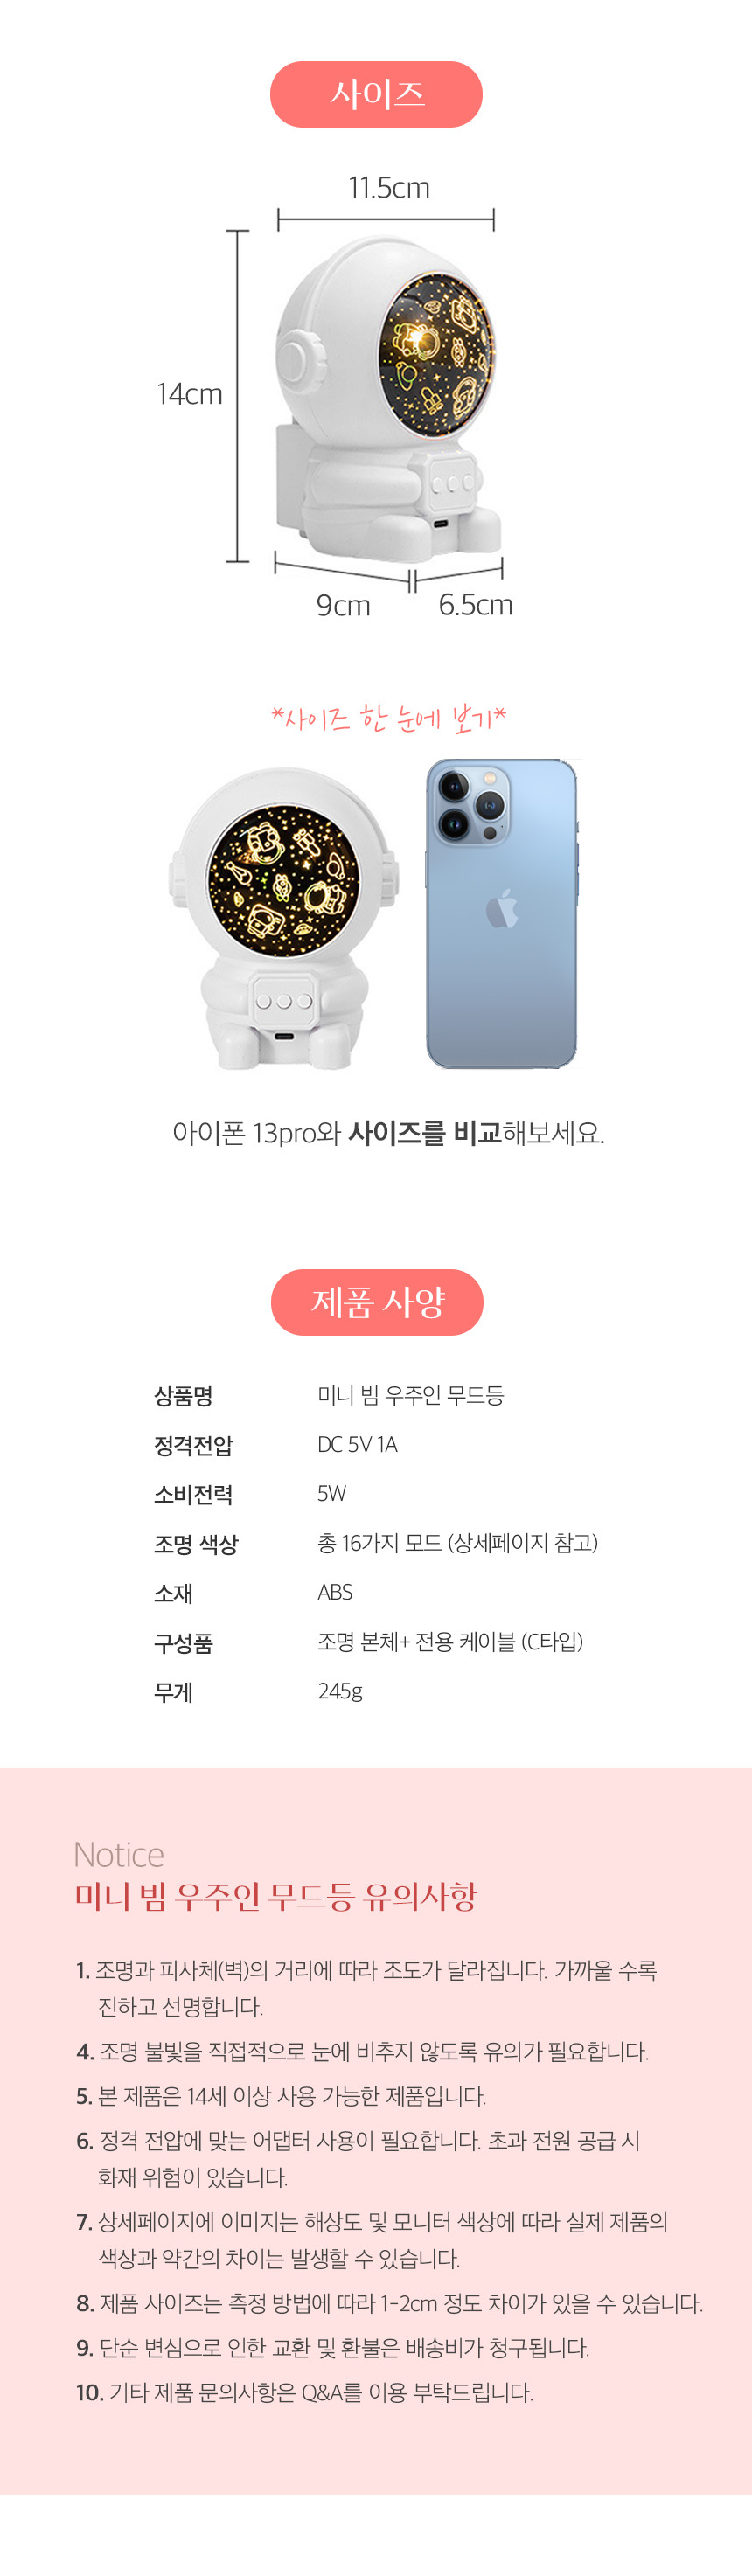 사이즈
11.5cm
14cm
9cm
6.5cm
*사이즈 한 눈에 보기*
아이폰 13pro와 사이즈를 비교해보세요.
제품 사양
상품명 미니 빔 우주인 무드등
정격전압 DC 5V 1A
소비전력 5W
조명 색상 총 16가지 모드 (상세페이지 참고)
소재 ABS
구성품 조명 본체+ 전용 케이블 (C타입)
무게 245g
Notice
미니 빔 우주인 무드등 유의사항
1. 조명과 피사체(벽)의 거리에 따라 조도가 달라집니다. 가까울 수록
진하고 선명합니다.
4. 조명 불빛을 직접적으로 눈에 비추지 않도록 유의가 필요합니다.
5. 본 제품은 14세 이상 사용 가능한 제품입니다.
6. 정격 전압에 맞는 어댑터 사용이 필요합니다. 초과 전원 공급 시
화재 위험이 있습니다.
7. 상세페이지에 이미지는 해상도 및 모니터 색상에 따라 실제 제품의
색상과 약간의 차이는 발생할 수 있습니다.
8. 제품 사이즈는 측정 방법에 따라 1-2cm 정도 차이가 있을 수 있습니다.
9. 단순 변심으로 인한 교환 및 환불은 배송비가 청구됩니다.
10. 기타 제품 문의사항은 Q&A를 이용 부탁드립니다.